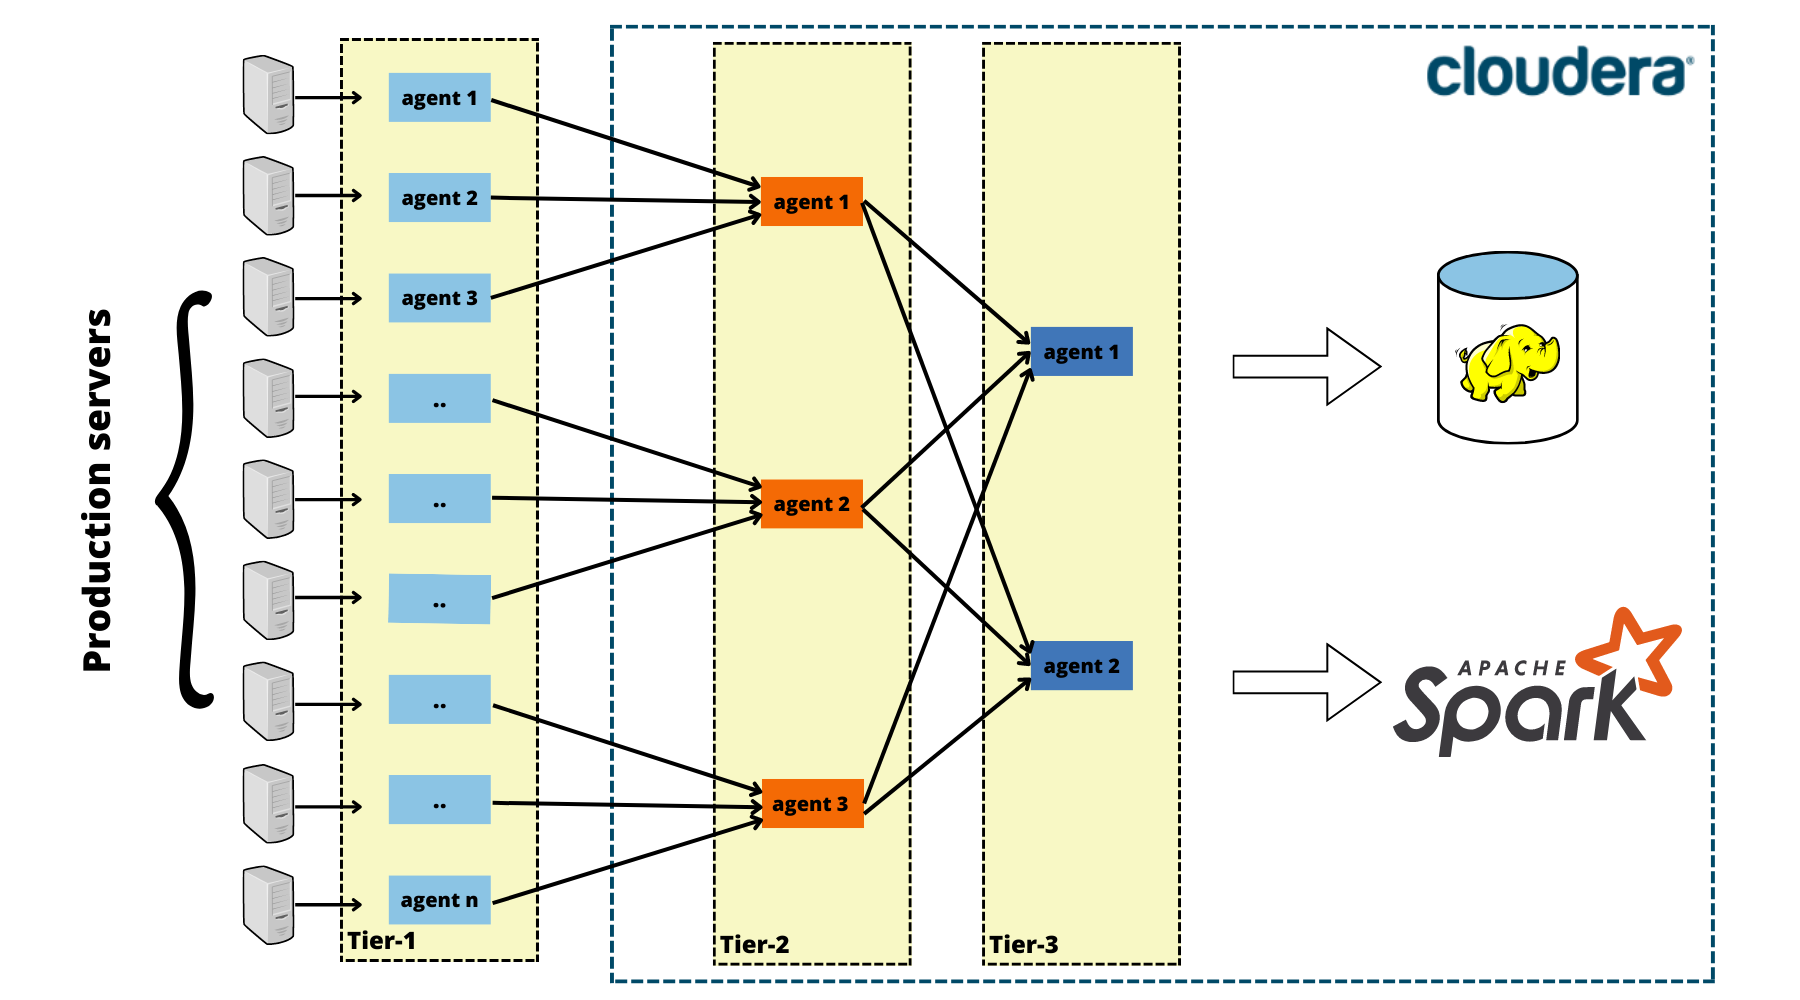 Production servers
agent 1
agent 2
agent 3
..
..
..
..
..
agent n
Tier-1
agent 1
agent 2
agent 3
Tier-2
agent 1
agent 2
Tier-3
cloudera®
APACHE
Spark